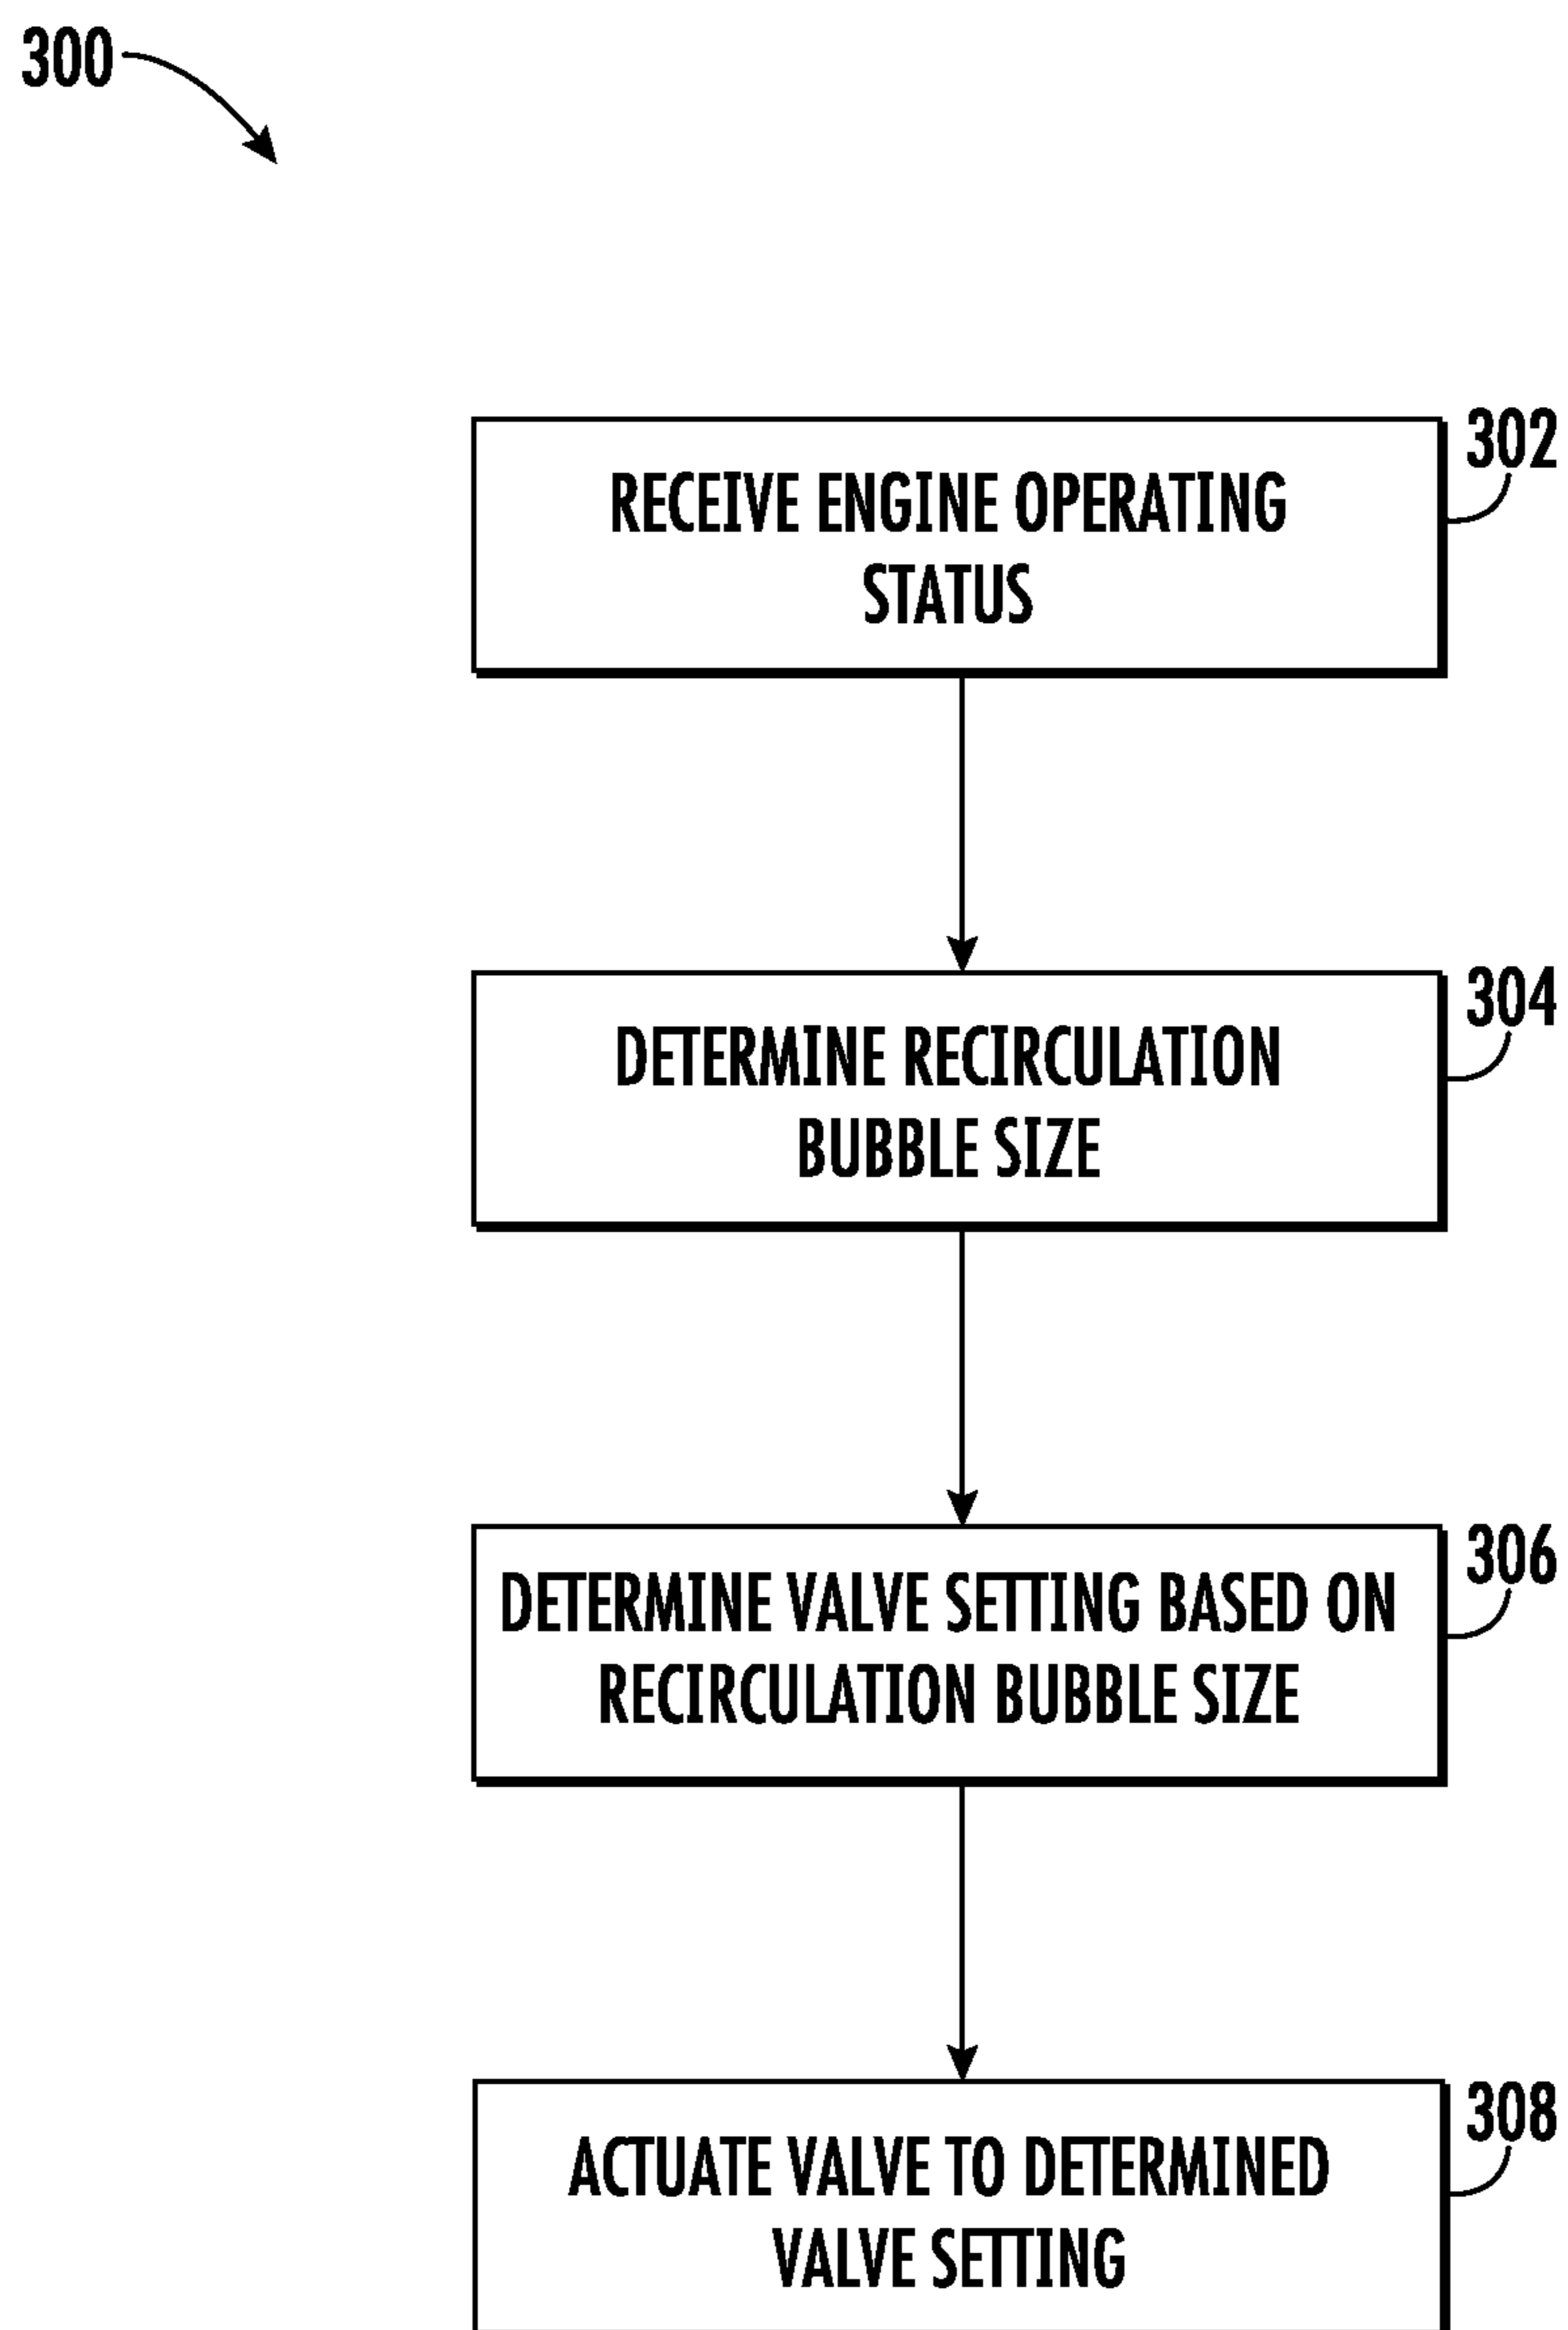 300
302
RECEIVE ENGINE OPERATING
STATUS
304
DETERMINE RECIRCULATION
BUBBLE SIZE
306
DETERMINE VALVE SETTING BASED ON
RECIRCULATION BUBBLE SIZE
308
ACTUATE VALVE TO DETERMINED
VALVE SETTING